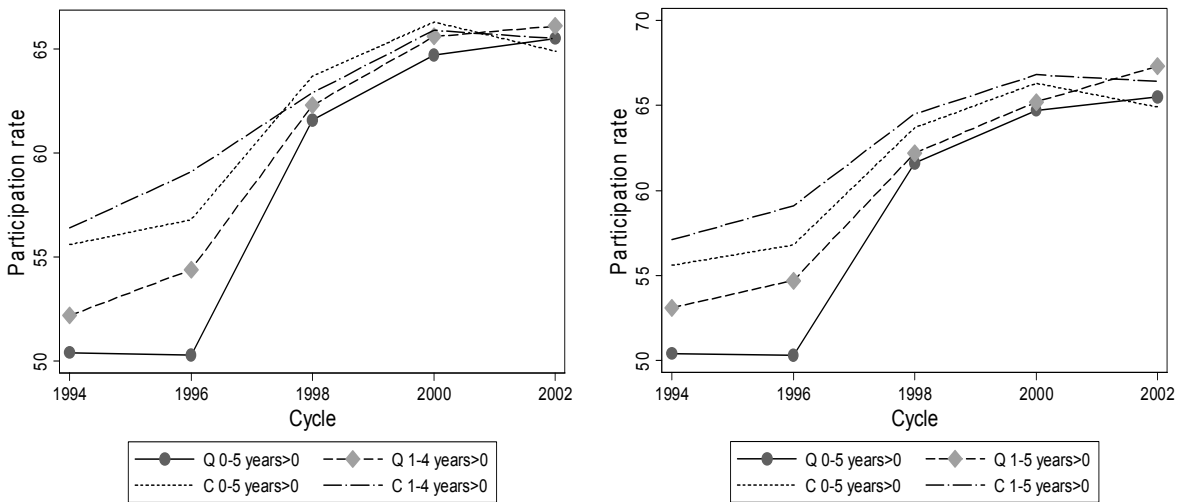 Participation rate
65
60
55
50
1994 1996 1998 2000 2002
Cycle
Q 0-5 years>0 Q 1-4 years>0
C 0-5 years>0 C 1-4 years>0
Participation rate
70
65
60
55
50
1994 1996 1998 2000 2002
Cycle
Q 0-5 years>0 Q 1-5 years>0
C 0-5 years>0 C 1-5 years>0